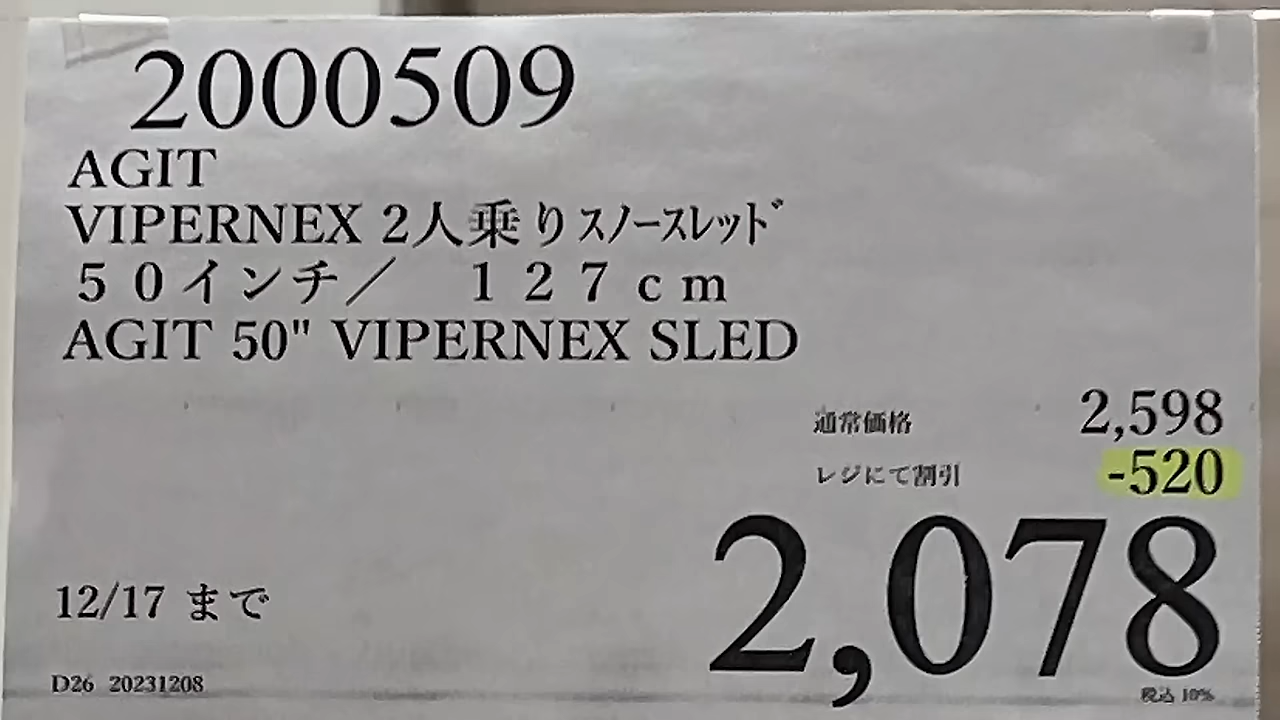 2000509
AGIT
VIPERNEX 2人乗りｽﾉｰｽﾚｯﾄﾞ
５０インチ／　１２７ｃｍ
AGIT 50" VIPERNEX SLED
通常価格 2,598
レジにて割引 -520
2,078
12/17 まで
D26 20231208
税込 10%